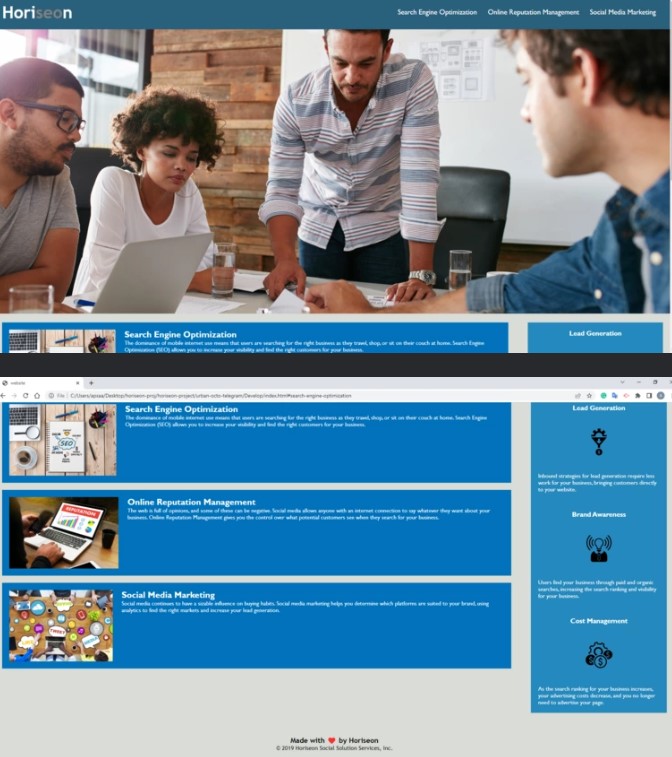 Horiseon
Search Engine Optimization Online Reputation Management Social Media Marketing
Search Engine Optimization
The dominance of mobile internet use means that users are searching for the right business as they travel, shop, or sit on their couch at home. Search Engine
Optimization (SEO) allows you to increase your visibility and find the right customers for your business.
Lead Generation
website
File
C:/Users/
/Desktop/horiseon-proj/horiseon-project/urban-octo-telegram/Develop/index.html#search-engine-optimization
Search Engine Optimization
The dominance of mobile internet use means that users are searching for the right business as they travel, shop, or sit on their couch at home. Search Engine
Optimization (SEO) allows you to increase your visibility and find the right customers for your business.
SEO
Online Reputation Management
The web is full of opinions, and some of these can be negative. Social media allows anyone with an internet connection to say whatever they want about your
business. Online Reputation Management gives you the control over what potential customers see when they search for your business.
REPUTATION
Social Media Marketing
Social media continues to have a sizable influence on buying habits. Social media marketing helps you determine which platforms are suited to your brand, using
analytics to find the right markets and increase your lead generation.
TWEET
Lead Generation
Inbound strategies for lead generation require less
work for your business, bringing customers directly
to your website.
Brand Awareness
Users find your business through paid and organic
searches, increasing the search ranking and visibility
for your business.
Cost Management
As the search ranking for your business increases,
your advertising costs decrease, and you no longer
need to advertise your page.
Made with ❤️ by Horiseon
© 2019 Horiseon Social Solution Services, Inc.